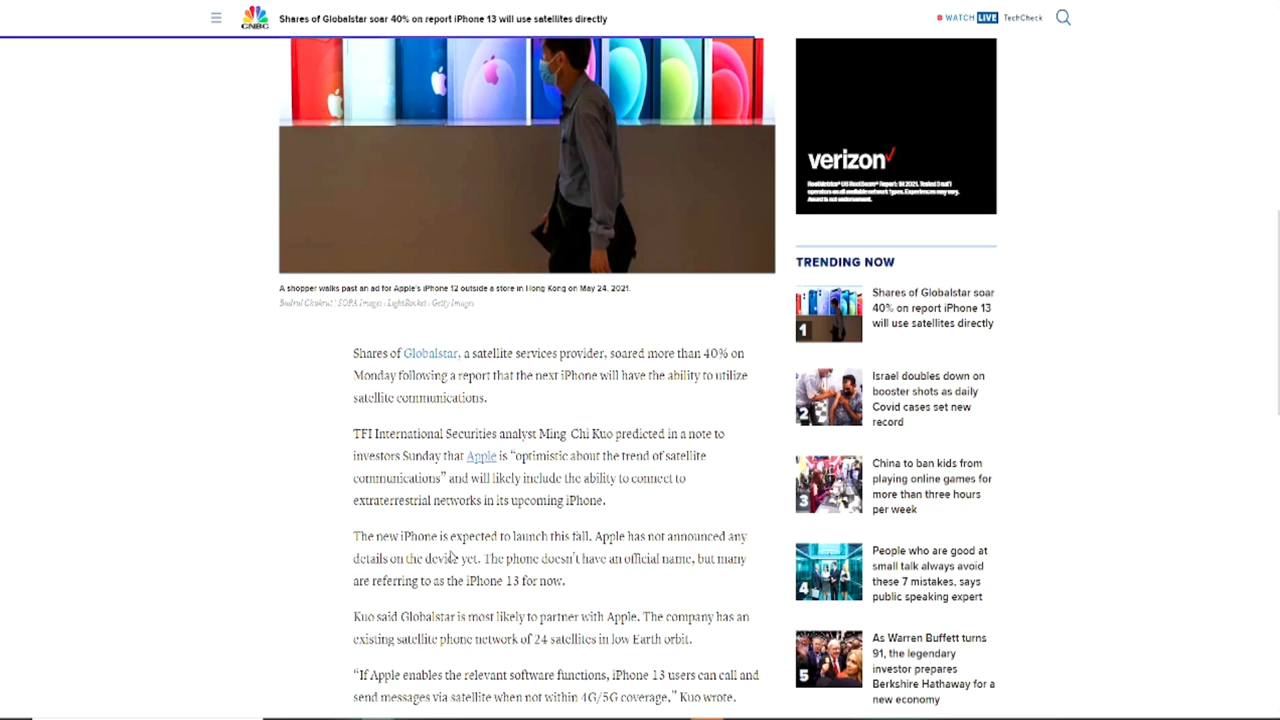 CNBC
Shares of Globalstar soar 40% on report iPhone 13 will use satellites directly
WATCH LIVE TechCheck
verizon
A shopper walks past an ad for Apple's iPhone 12 outside a store in Hong Kong on May 24, 2021.
Budrul Chukrut | SOPA Images | LightRocket | Getty Images
Shares of Globalstar, a satellite services provider, soared more than 40% on
Monday following a report that the next iPhone will have the ability to utilize
satellite communications.
TFI International Securities analyst Ming-Chi Kuo predicted in a note to
investors Sunday that Apple is “optimistic about the trend of satellite
communications” and will likely include the ability to connect to
extraterrestrial networks in its upcoming iPhone.
The new iPhone is expected to launch this fall. Apple has not announced any
details on the device yet. The phone doesn't have an official name, but many
are referring to as the iPhone 13 for now.
Kuo said Globalstar is most likely to partner with Apple. The company has an
existing satellite phone network of 24 satellites in low Earth orbit.
“If Apple enables the relevant software functions, iPhone 13 users can call and
send messages via satellite when not within 4G/5G coverage,” Kuo wrote.
TRENDING NOW
1
Shares of Globalstar soar
40% on report iPhone 13
will use satellites directly
2
Israel doubles down on
booster shots as daily
Covid cases set new
record
3
China to ban kids from
playing online games for
more than three hours
per week
4
People who are good at
small talk always avoid
these 7 mistakes, says
public speaking expert
5
As Warren Buffett turns
91, the legendary
investor prepares
Berkshire Hathaway for a
new economy